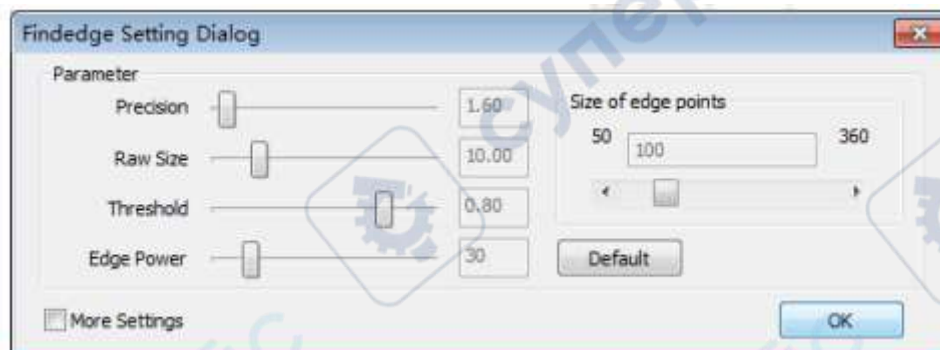 Findedge Setting Dialog
Parameter
Precision 1.60
Raw Size 10.00
Threshold 0.80
Edge Power 30
Size of edge points
50 100 360
Default
More Settings
OK